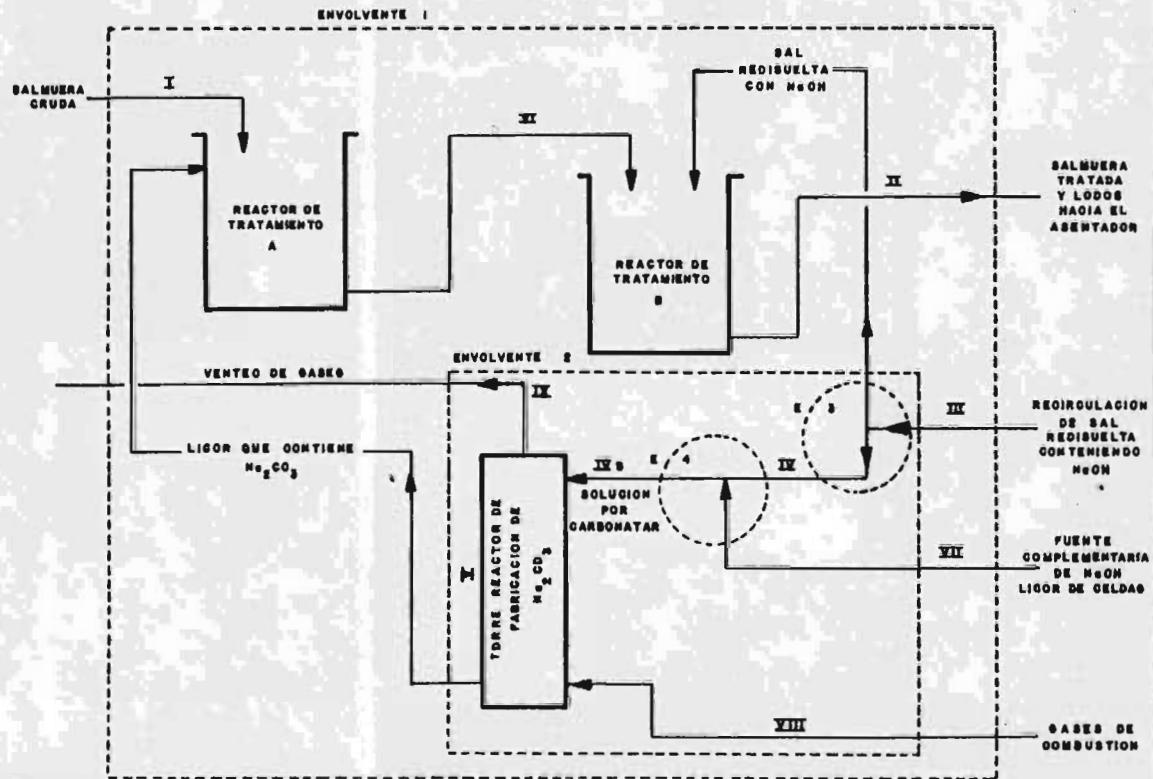 ENVOLVENTE 1
SALMUERA
CRUDA
I
SAL
REDISUELTA
CON NaOH
VI
REACTOR DE
TRATAMIENTO
A
REACTOR DE
TRATAMIENTO
B
II
SALMUERA
TRATADA
Y LODOS
HACIA EL
ASENTADOR
ENVOLVENTE 2
VENTEO DE GASES
IX
E 3
III
RECIRCULACION
DE SAL
REDISUELTA
CONTENIENDO
NaOH
LICOR QUE CONTIENE
Na2CO3
IV B
E 4
IV
SOLUCION
POR
CARBONATAR
V
TORRE REACTOR DE
FABRICACION DE
Na2CO3
VII
FUENTE
COMPLEMENTARIA
DE NaOH
LICOR DE CELDAS
VIII
GASES DE
COMBUSTION